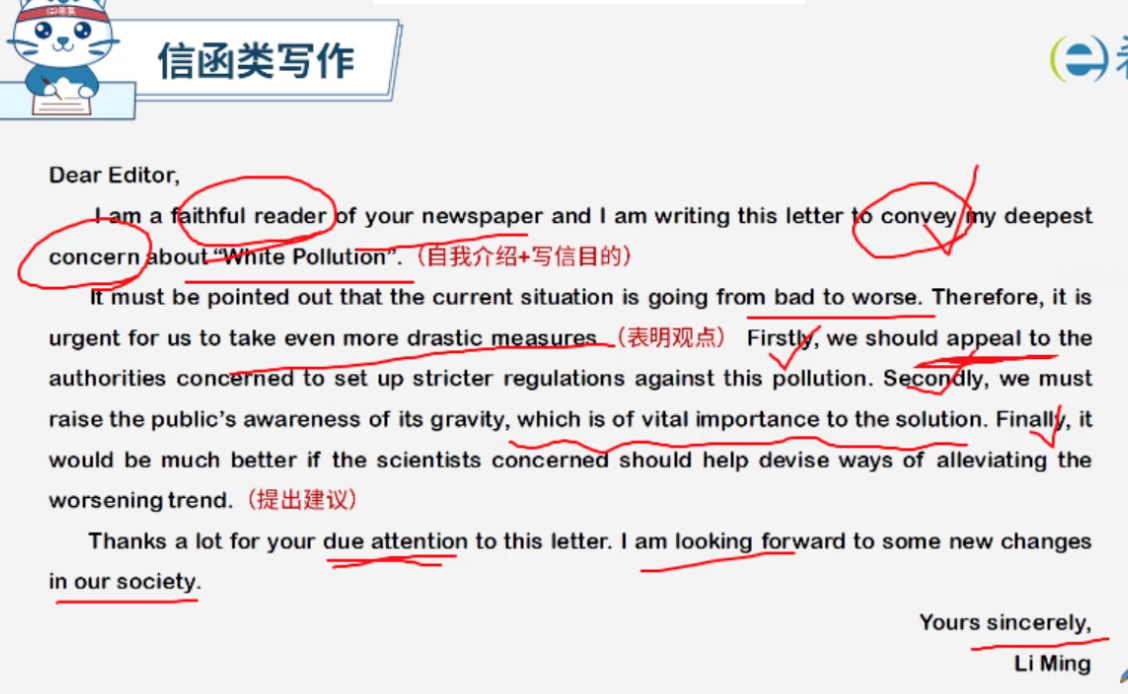 信函类写作
Dear Editor,
I am a faithful reader of your newspaper and I am writing this letter to convey my deepest
concern about “White Pollution”.（自我介绍+写信目的）
It must be pointed out that the current situation is going from bad to worse. Therefore, it is
urgent for us to take even more drastic measures.（表明观点） Firstly, we should appeal to the
authorities concerned to set up stricter regulations against this pollution. Secondly, we must
raise the public’s awareness of its gravity, which is of vital importance to the solution. Finally, it
would be much better if the scientists concerned should help devise ways of alleviating the
worsening trend.（提出建议）
Thanks a lot for your due attention to this letter. I am looking forward to some new changes
in our society.
Yours sincerely,
Li Ming